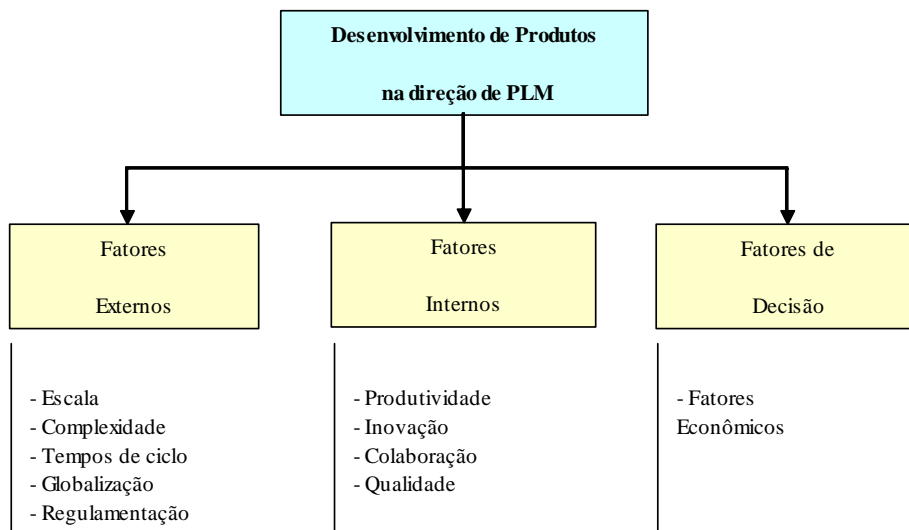 Desenvolvimento de Produtos
na direção de PLM
Fatores
Externos
- Escala
- Complexidade
- Tempos de ciclo
- Globalização
- Regulamentação
Fatores
Internos
- Produtividade
- Inovação
- Colaboração
- Qualidade
Fatores de
Decisão
- Fatores
Econômicos